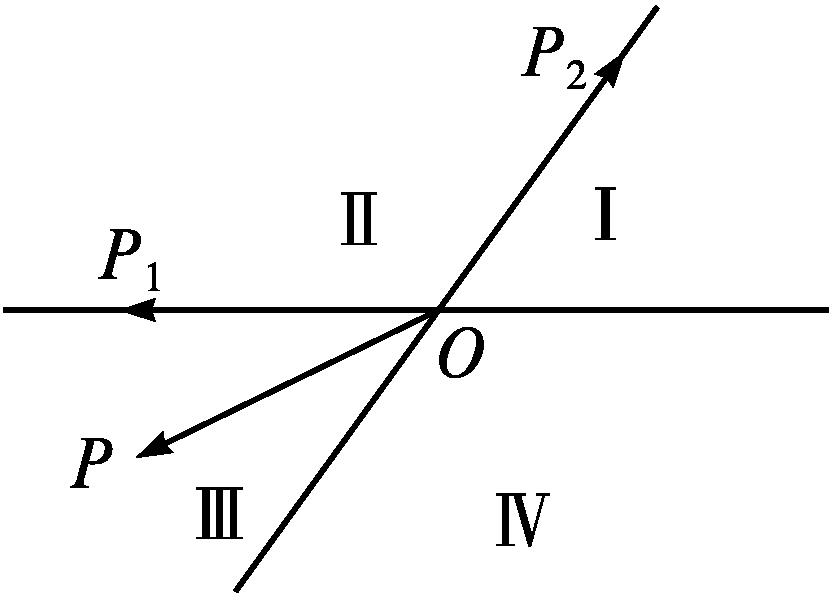 P₂
Ⅱ Ⅰ
P₁
O
P
Ⅲ Ⅳ